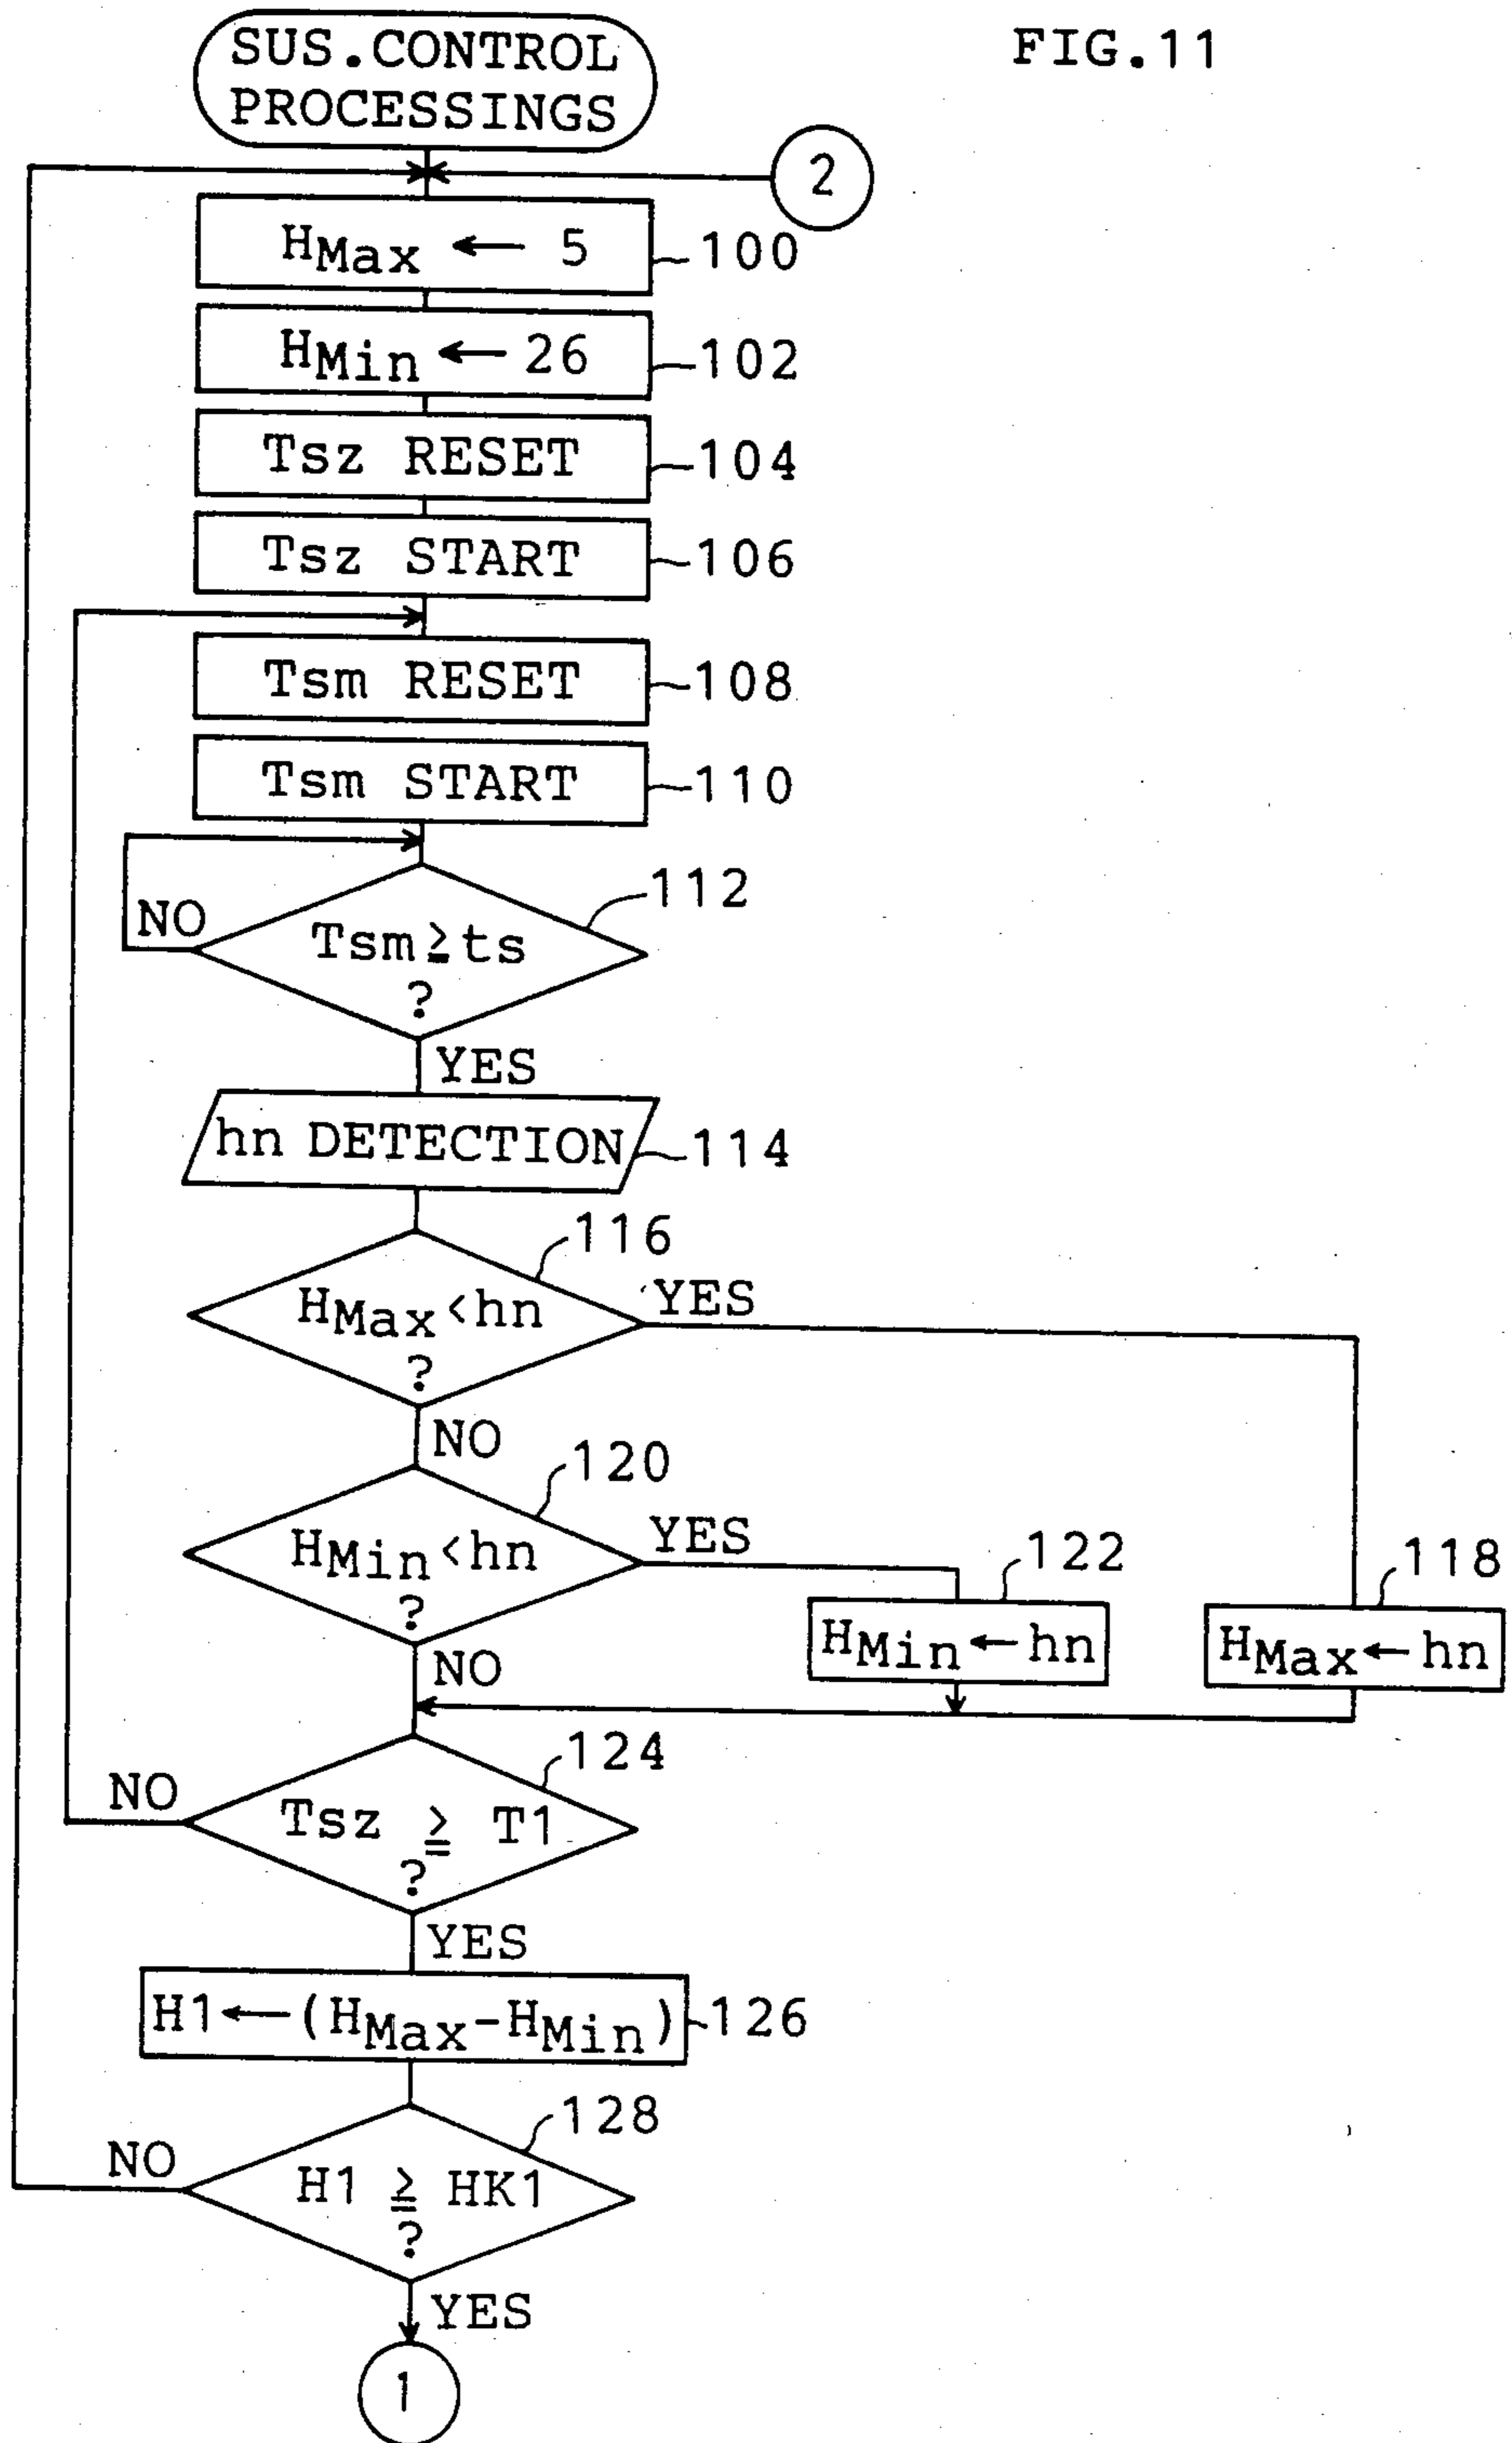 FIG.11
SUS.CONTROL
PROCESSINGS
2
HMax ← 5
100
HMin ← 26
102
Tsz RESET
104
Tsz START
106
Tsm RESET
108
Tsm START
110
112
NO
Tsm≧ts
?
YES
hn DETECTION
114
116
HMax<hn
?
YES
NO
120
HMin<hn
?
YES
122
118
HMin←hn
HMax←hn
NO
124
NO
Tsz ≧ T1
?
YES
H1←(HMax-HMin)
126
128
NO
H1 ≧ HK1
?
YES
1